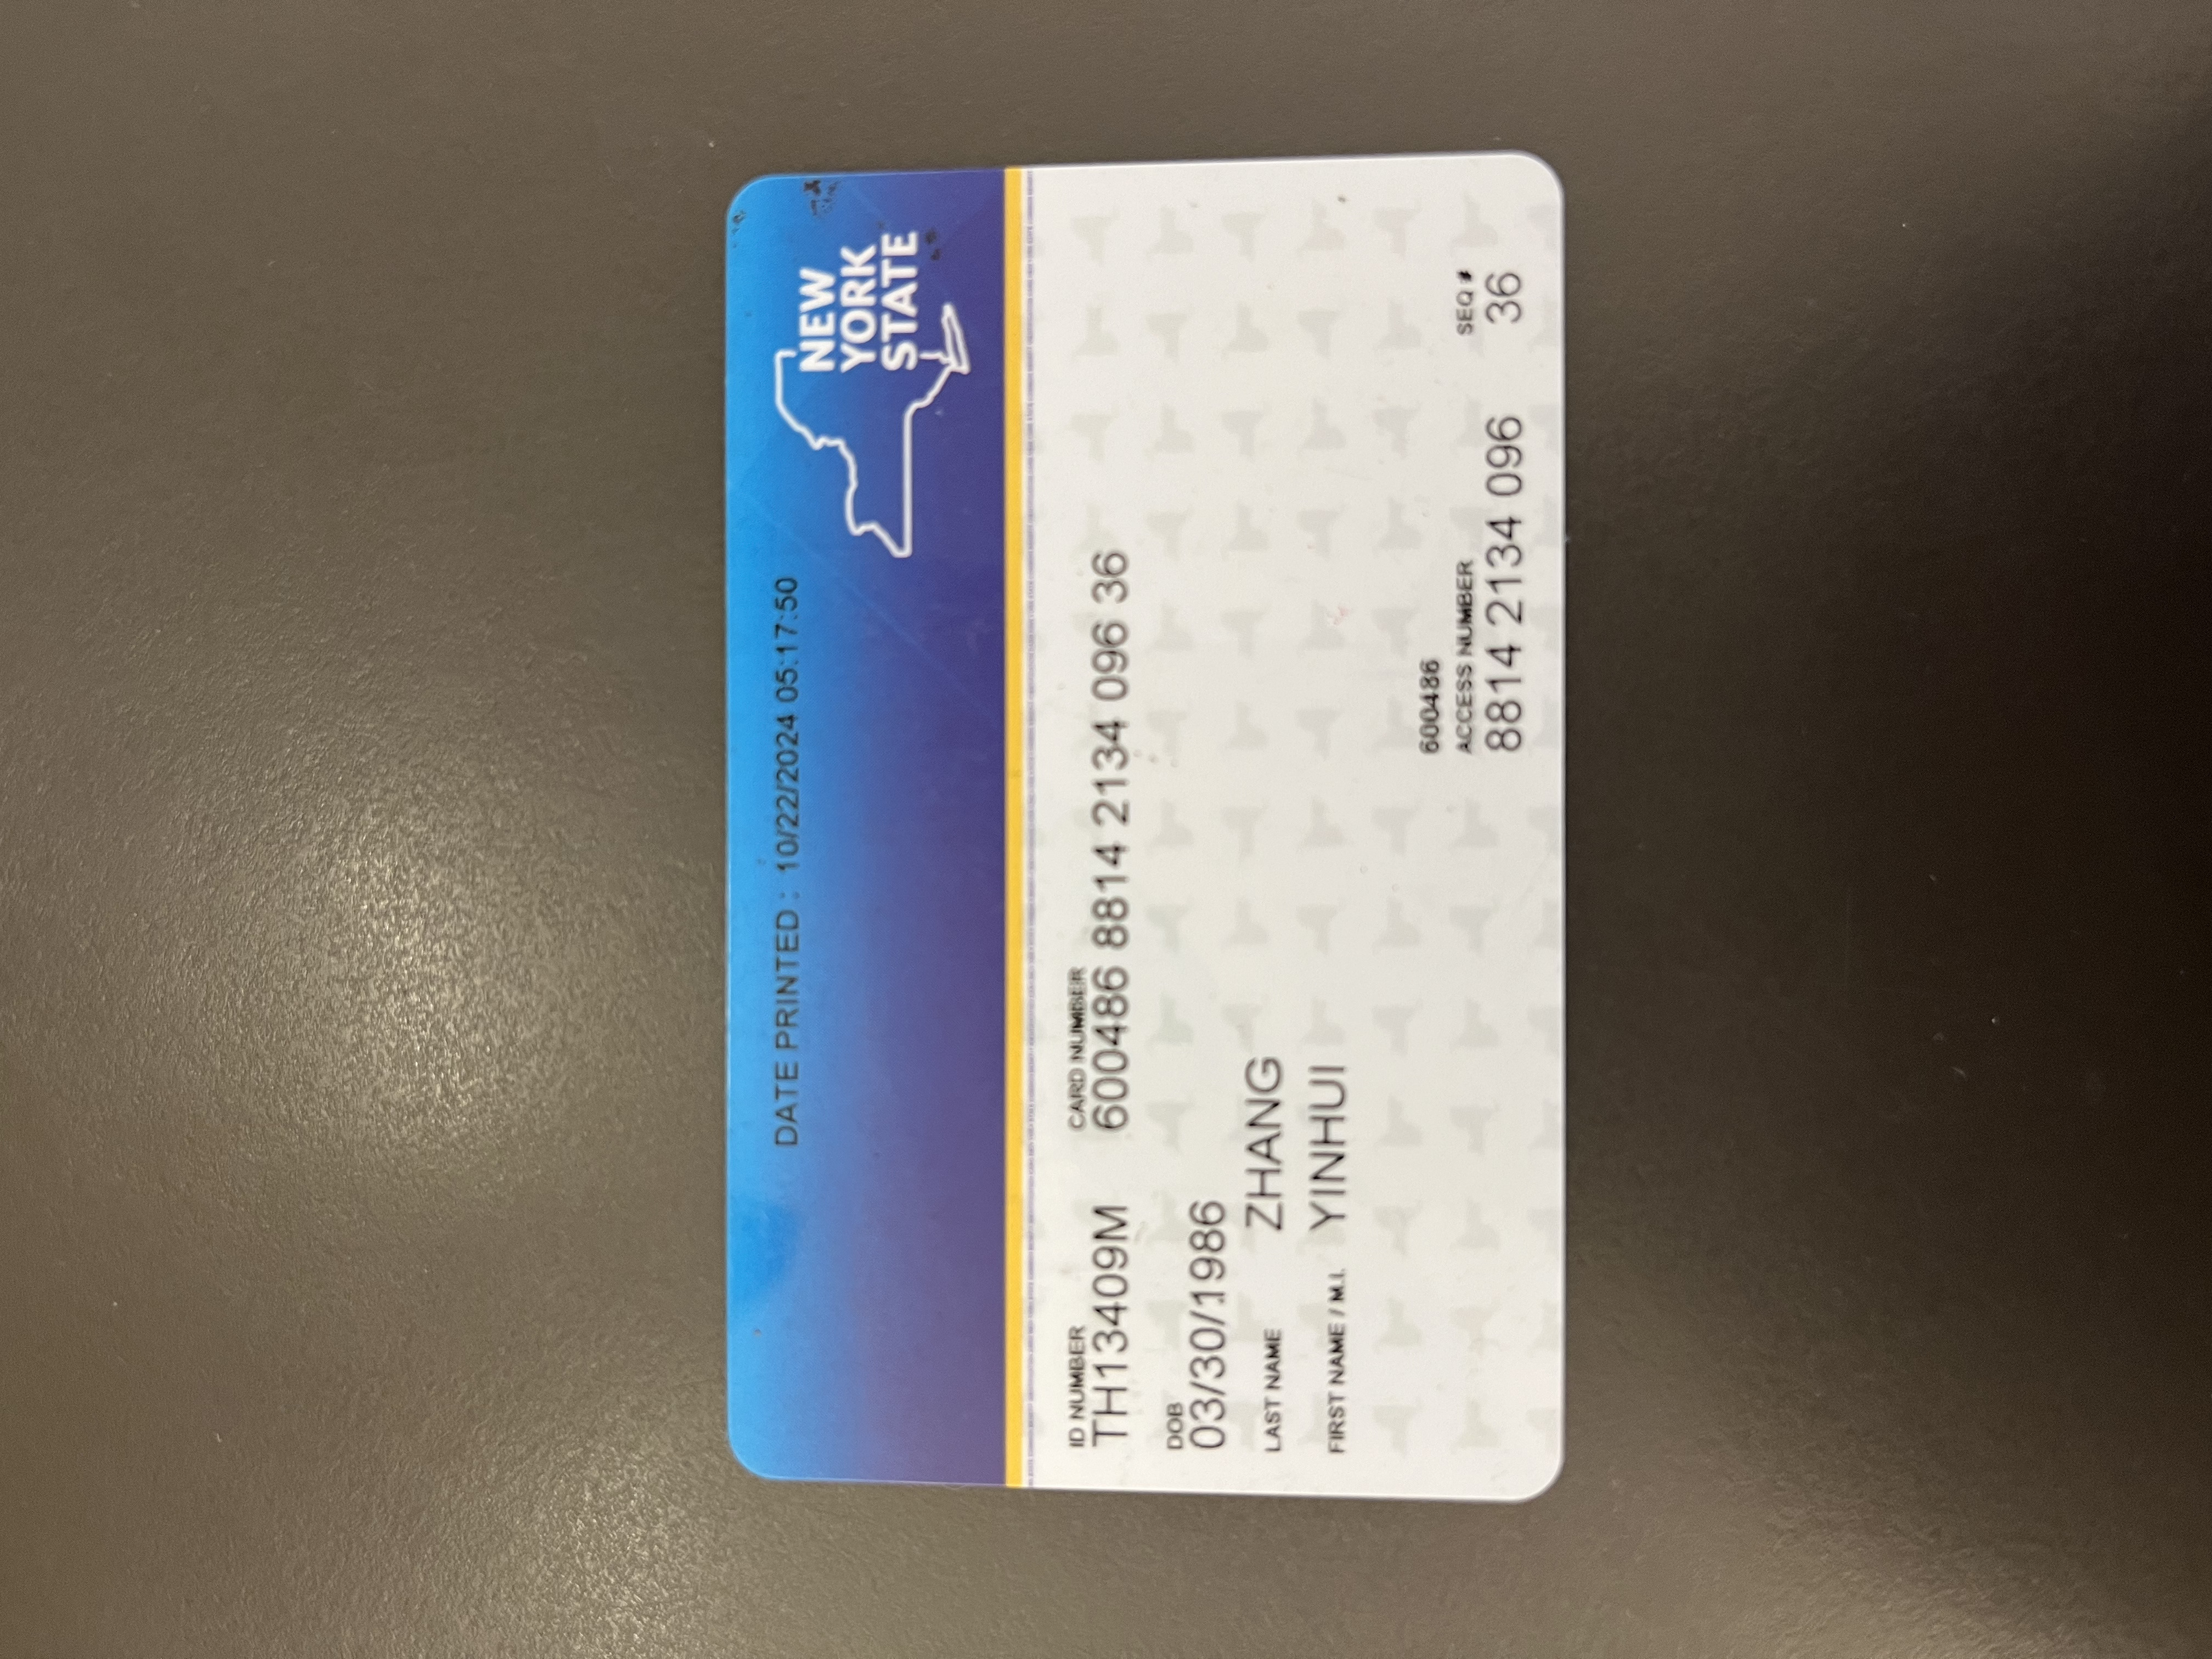 DATE PRINTED : 10/22/2024 05:17:50
NEW
YORK
STATE
ID NUMBER CARD NUMBER
TH13409M 600486 8814 2134 096 36
DOB
03/30/1986
LAST NAME ZHANG
FIRST NAME / M.I. YINHUI
600486
ACCESS NUMBER SEQ #
8814 2134 096 36